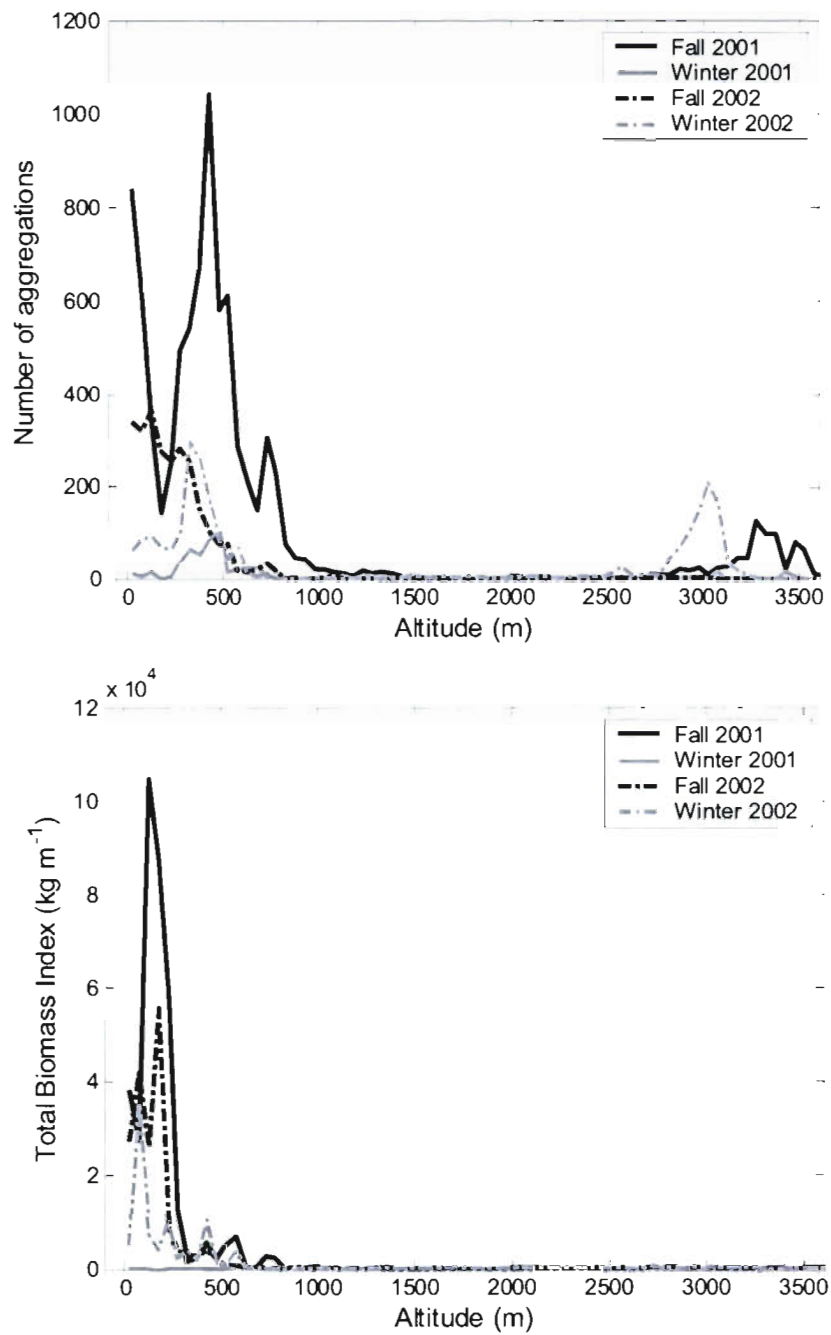 1200
1000
800
600
400
200
0
Number of aggregations
Fall 2001
Winter 2001
Fall 2002
Winter 2002
0 500 1000 1500 2000 2500 3000 3500
Altitude (m)
x 10^4
12
10
8
6
4
2
0
Total Biomass Index (kg m^-1)
Fall 2001
Winter 2001
Fall 2002
Winter 2002
0 500 1000 1500 2000 2500 3000 3500
Altitude (m)